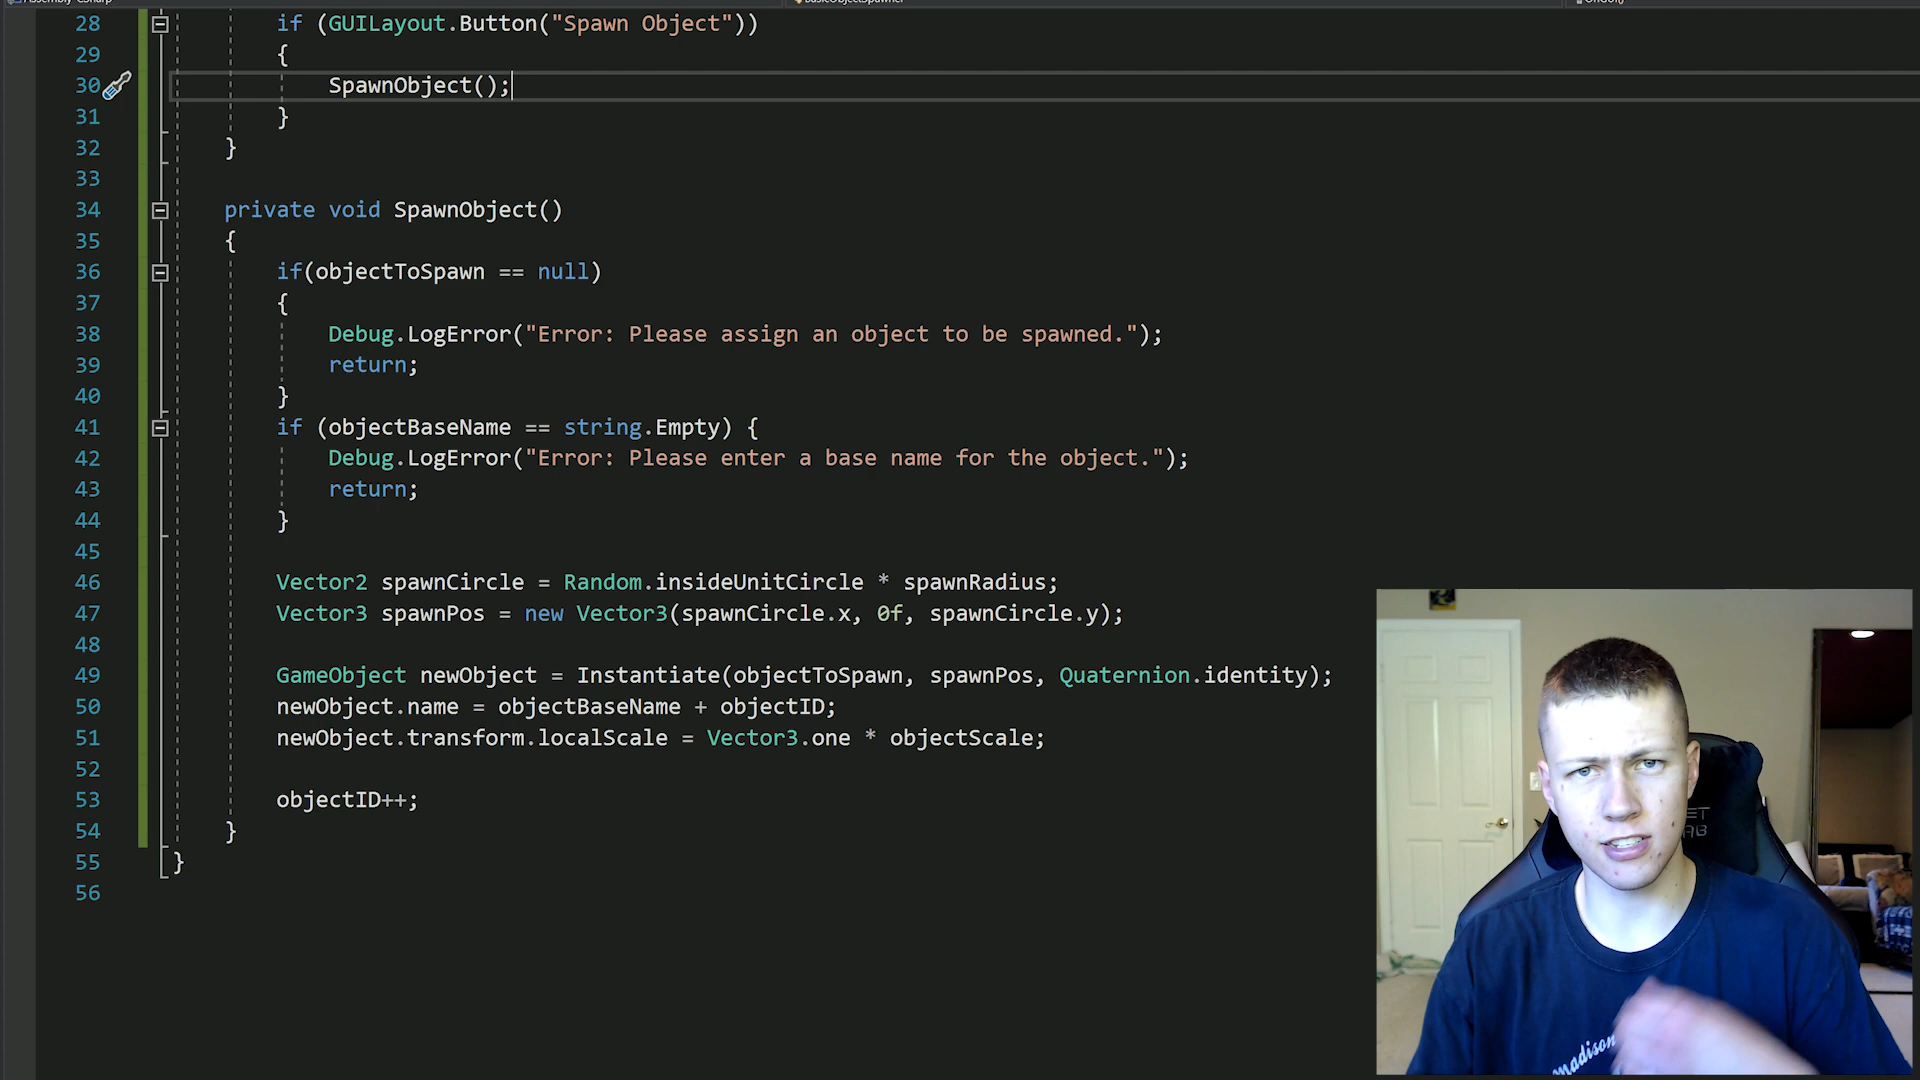 28 if (GUILayout.Button("Spawn Object"))
29 {
30 SpawnObject();
31 }
32 }
33
34 private void SpawnObject()
35 {
36 if(objectToSpawn == null)
37 {
38 Debug.LogError("Error: Please assign an object to be spawned.");
39 return;
40 }
41 if (objectBaseName == string.Empty) {
42 Debug.LogError("Error: Please enter a base name for the object.");
43 return;
44 }
45
46 Vector2 spawnCircle = Random.insideUnitCircle * spawnRadius;
47 Vector3 spawnPos = new Vector3(spawnCircle.x, 0f, spawnCircle.y);
48
49 GameObject newObject = Instantiate(objectToSpawn, spawnPos, Quaternion.identity);
50 newObject.name = objectBaseName + objectID;
51 newObject.transform.localScale = Vector3.one * objectScale;
52
53 objectID++;
54 }
55 }
56
madison